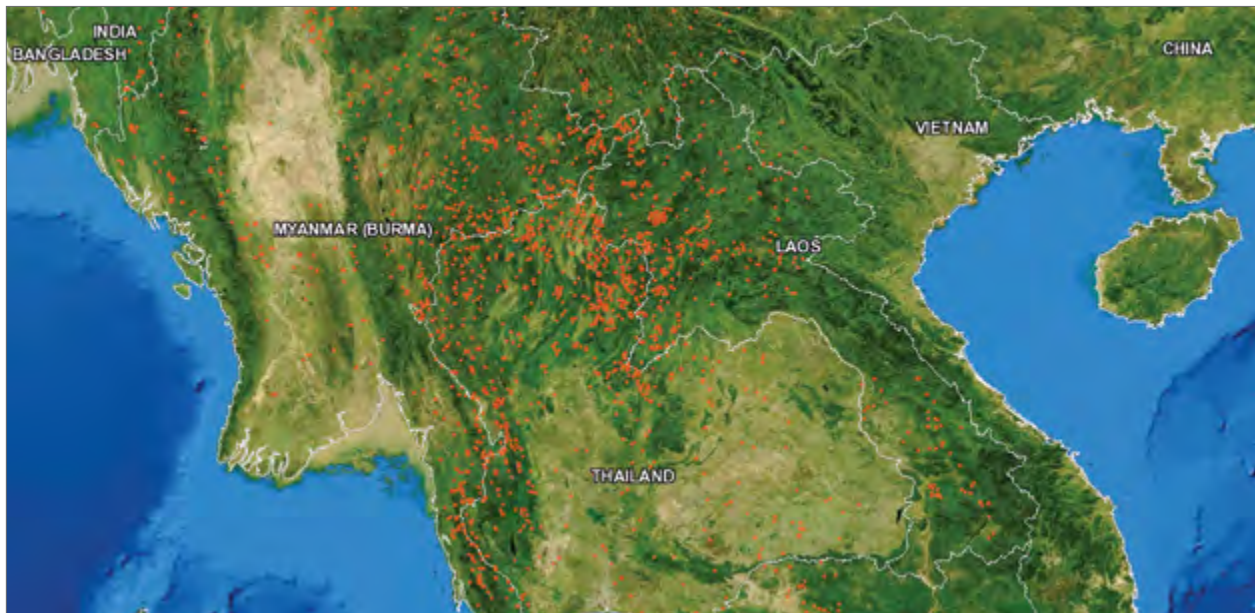 INDIA
BANGLADESH
CHINA
VIETNAM
MYANMAR (BURMA)
LAOS
THAILAND